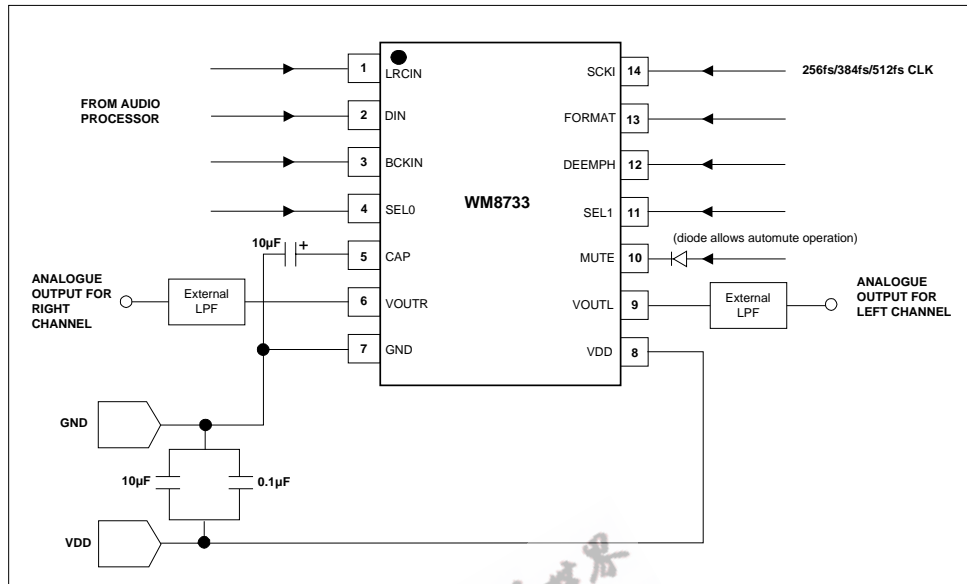 1
LRCIN
2
DIN
3
BCKIN
4
SEL0
5
CAP
6
VOUTR
7
GND
WM8733
SCKI
14
FORMAT
13
DEEMPH
12
SEL1
11
MUTE
10
VOUTL
9
VDD
8
FROM AUDIO
PROCESSOR
256fs/384fs/512fs CLK
10µF
+
(diode allows automute operation)
ANALOGUE
OUTPUT FOR
RIGHT
CHANNEL
External
LPF
External
LPF
ANALOGUE
OUTPUT FOR
LEFT CHANNEL
GND
10µF
0.1µF
VDD